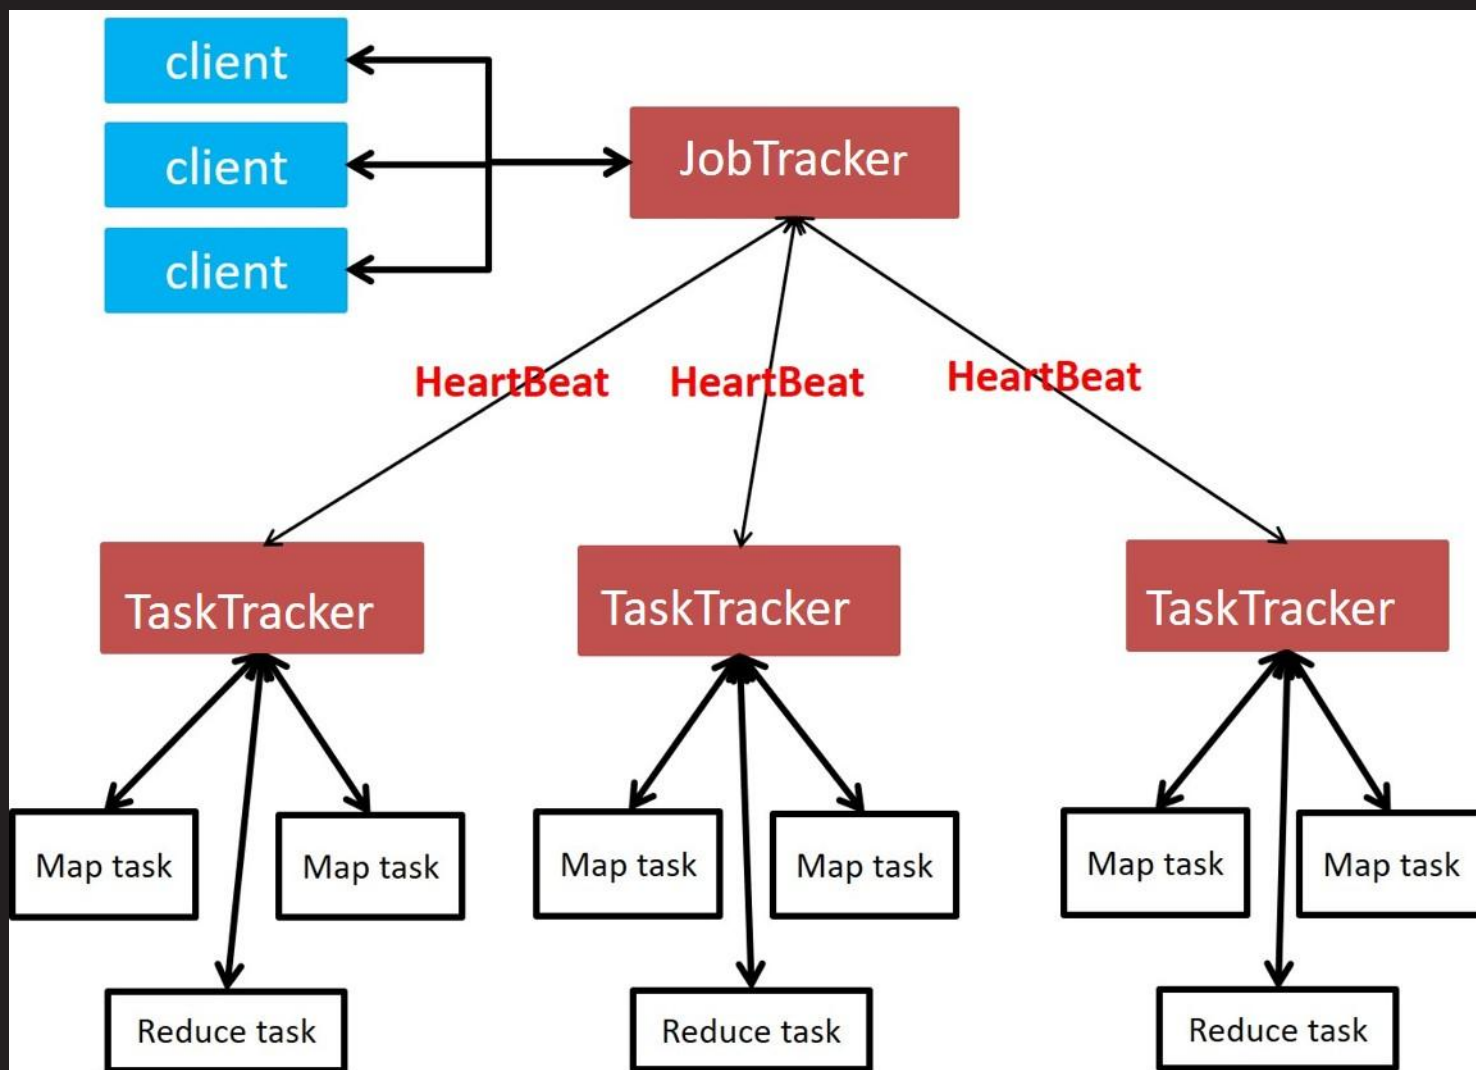 client
client
JobTracker
client
HeartBeat
HeartBeat
HeartBeat
TaskTracker
TaskTracker
TaskTracker
Map task
Map task
Map task
Map task
Map task
Map task
Reduce task
Reduce task
Reduce task